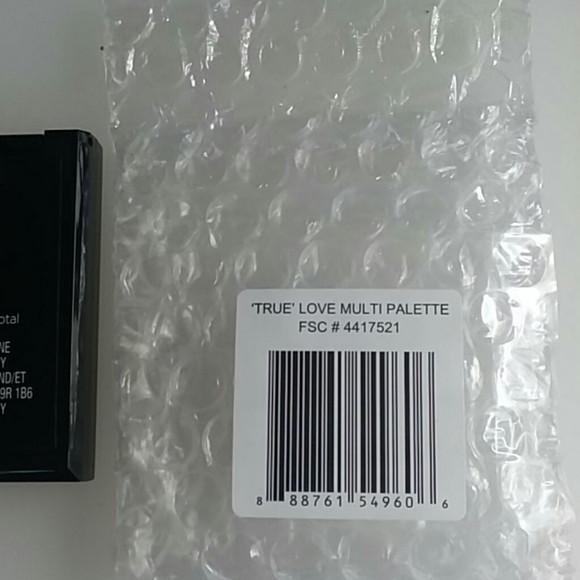 otal
NE
Y
ND/ET
9R 1B6
Y
'TRUE' LOVE MULTI PALETTE
FSC # 4417521
8 88761 54960 6